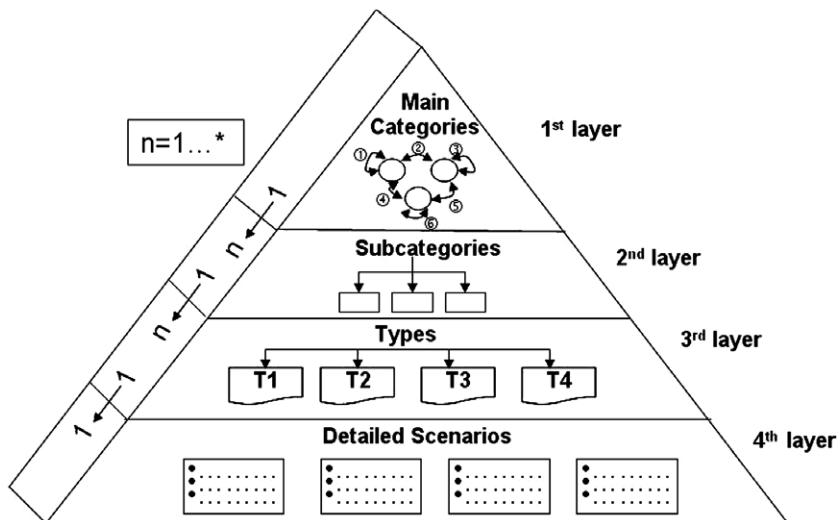 Main
Categories
1st layer
n=1...*
① ② ③
④ ⑤
⑥
1
n
Subcategories
2nd layer
1
n
Types
3rd layer
T1 T2 T3 T4
1
1
Detailed Scenarios
4th layer